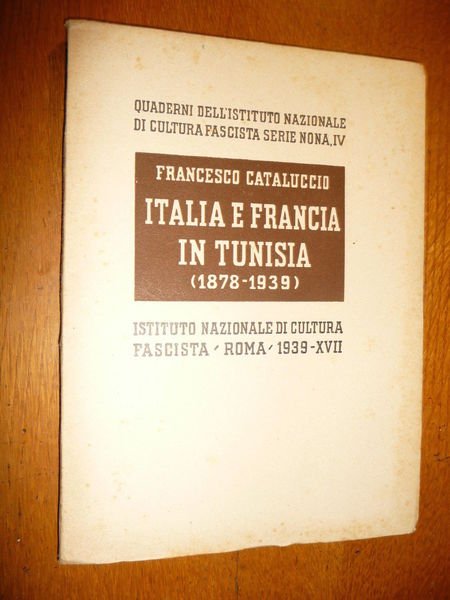 QUADERNI DELL'ISTITUTO NAZIONALE
DI CULTURA FASCISTA SERIE NONA, IV
FRANCESCO CATALUCCIO
ITALIA E FRANCIA
IN TUNISIA
(1878-1939)
ISTITUTO NAZIONALE DI CULTURA
FASCISTA - ROMA - 1939-XVII